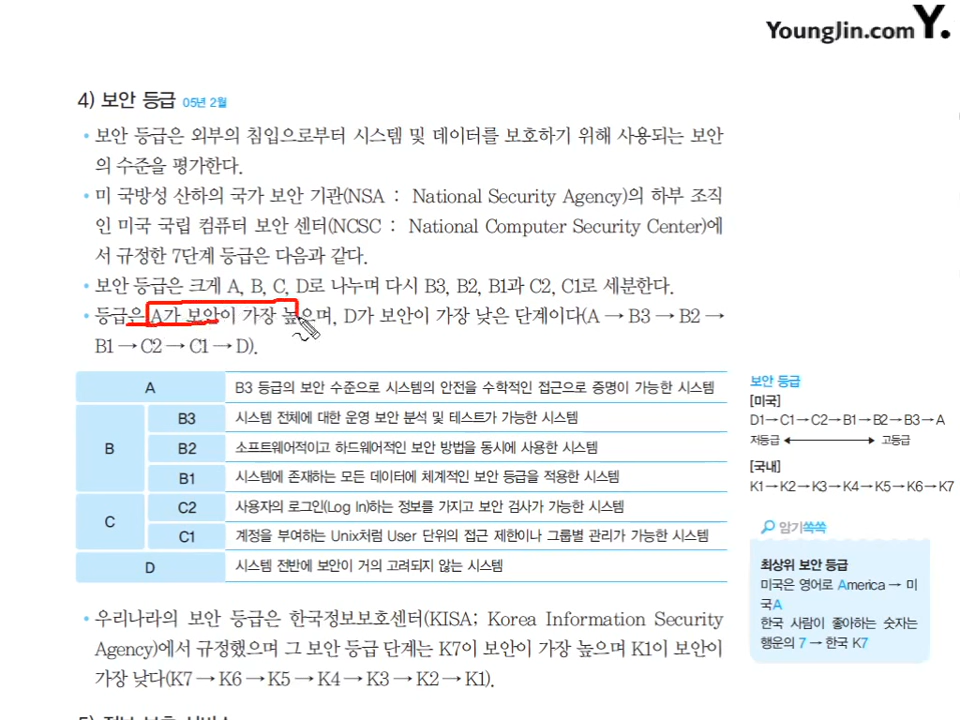 YoungJin.com Y.
4) 보안 등급 05년 2월
• 보안 등급은 외부의 침입으로부터 시스템 및 데이터를 보호하기 위해 사용되는 보안
의 수준을 평가한다.
• 미 국방성 산하의 국가 보안 기관(NSA : National Security Agency)의 하부 조직
인 미국 국립 컴퓨터 보안 센터(NCSC : National Computer Security Center)에
서 규정한 7단계 등급은 다음과 같다.
• 보안 등급은 크게 A, B, C, D로 나누며 다시 B3, B2, B1과 C2, C1로 세분한다.
• 등급은 A가 보안이 가장 높으며, D가 보안이 가장 낮은 단계이다(A → B3 → B2 →
B1 → C2 → C1 → D).
A B3 등급의 보안 수준으로 시스템의 안전을 수학적인 접근으로 증명이 가능한 시스템
B B3 시스템 전체에 대한 운영 보안 분석 및 테스트가 가능한 시스템
B2 소프트웨어적이고 하드웨어적인 보안 방법을 동시에 사용한 시스템
B1 시스템에 존재하는 모든 데이터에 체계적인 보안 등급을 적용한 시스템
C C2 사용자의 로그인(Log In)하는 정보를 가지고 보안 검사가 가능한 시스템
C1 계정을 부여하는 Unix처럼 User 단위의 접근 제한이나 그룹별 관리가 가능한 시스템
D 시스템 전반에 보안이 거의 고려되지 않는 시스템
• 우리나라의 보안 등급은 한국정보보호센터(KISA; Korea Information Security
Agency)에서 규정했으며 그 보안 등급 단계는 K7이 보안이 가장 높으며 K1이 보안이
가장 낮다(K7 → K6 → K5 → K4 → K3 → K2 → K1).
보안 등급
[미국]
D1→C1→C2→B1→B2→B3→A
저등급 ↔ 고등급
[국내]
K1→K2→K3→K4→K5→K6→K7
암기쏙쏙
최상위 보안 등급
미국은 영어로 America → 미
국A
한국 사람이 좋아하는 숫자는
행운의 7 → 한국 K7